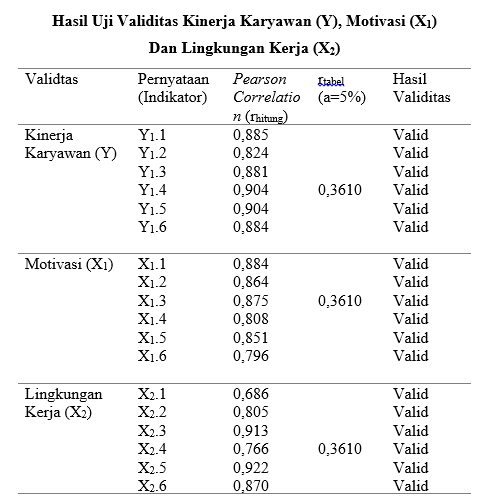 Hasil Uji Validitas Kinerja Karyawan (Y), Motivasi (X1)
Dan Lingkungan Kerja (X2)
Validtas Pernyataan Pearson rtabel Hasil
(Indikator) Correlatio (a=5%) Validitas
n (rhitung)
Kinerja Y1.1 0,885 Valid
Karyawan (Y) Y1.2 0,824 Valid
Y1.3 0,881 Valid
Y1.4 0,904 0,3610 Valid
Y1.5 0,904 Valid
Y1.6 0,884 Valid
Motivasi (X1) X1.1 0,884 Valid
X1.2 0,864 Valid
X1.3 0,875 0,3610 Valid
X1.4 0,808 Valid
X1.5 0,851 Valid
X1.6 0,796 Valid
Lingkungan X2.1 0,686 Valid
Kerja (X2) X2.2 0,805 Valid
X2.3 0,913 Valid
X2.4 0,766 0,3610 Valid
X2.5 0,922 Valid
X2.6 0,870 Valid